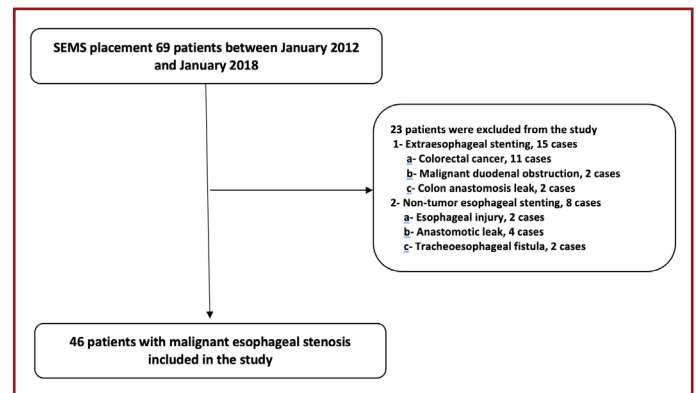 SEMS placement 69 patients between January 2012
and January 2018
23 patients were excluded from the study
1- Extraesophageal stenting, 15 cases
a- Colorectal cancer, 11 cases
b- Malignant duodenal obstruction, 2 cases
c- Colon anastomosis leak, 2 cases
2- Non-tumor esophageal stenting, 8 cases
a- Esophageal injury, 2 cases
b- Anastomotic leak, 4 cases
c- Tracheoesophageal fistula, 2 cases
46 patients with malignant esophageal stenosis
included in the study